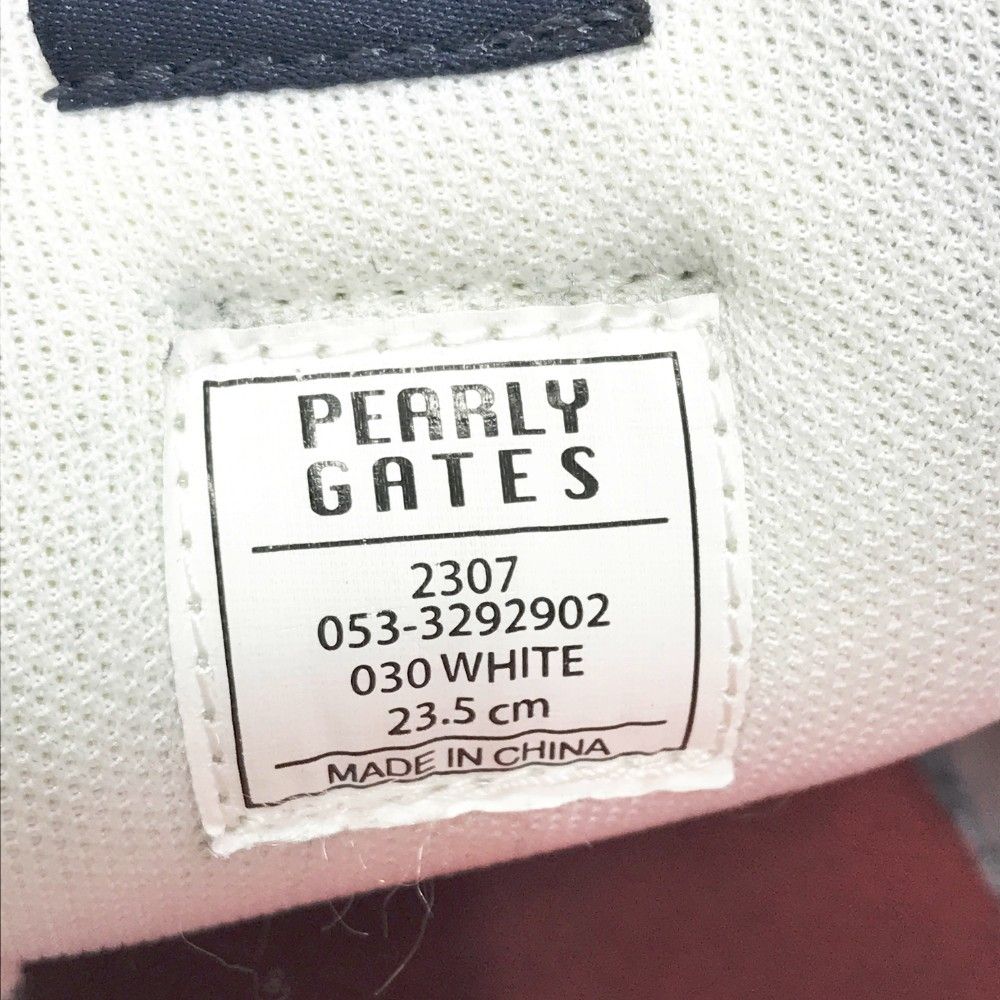 PEARLY
GATES
2307
053-3292902
030 WHITE
23.5 cm
MADE IN CHINA